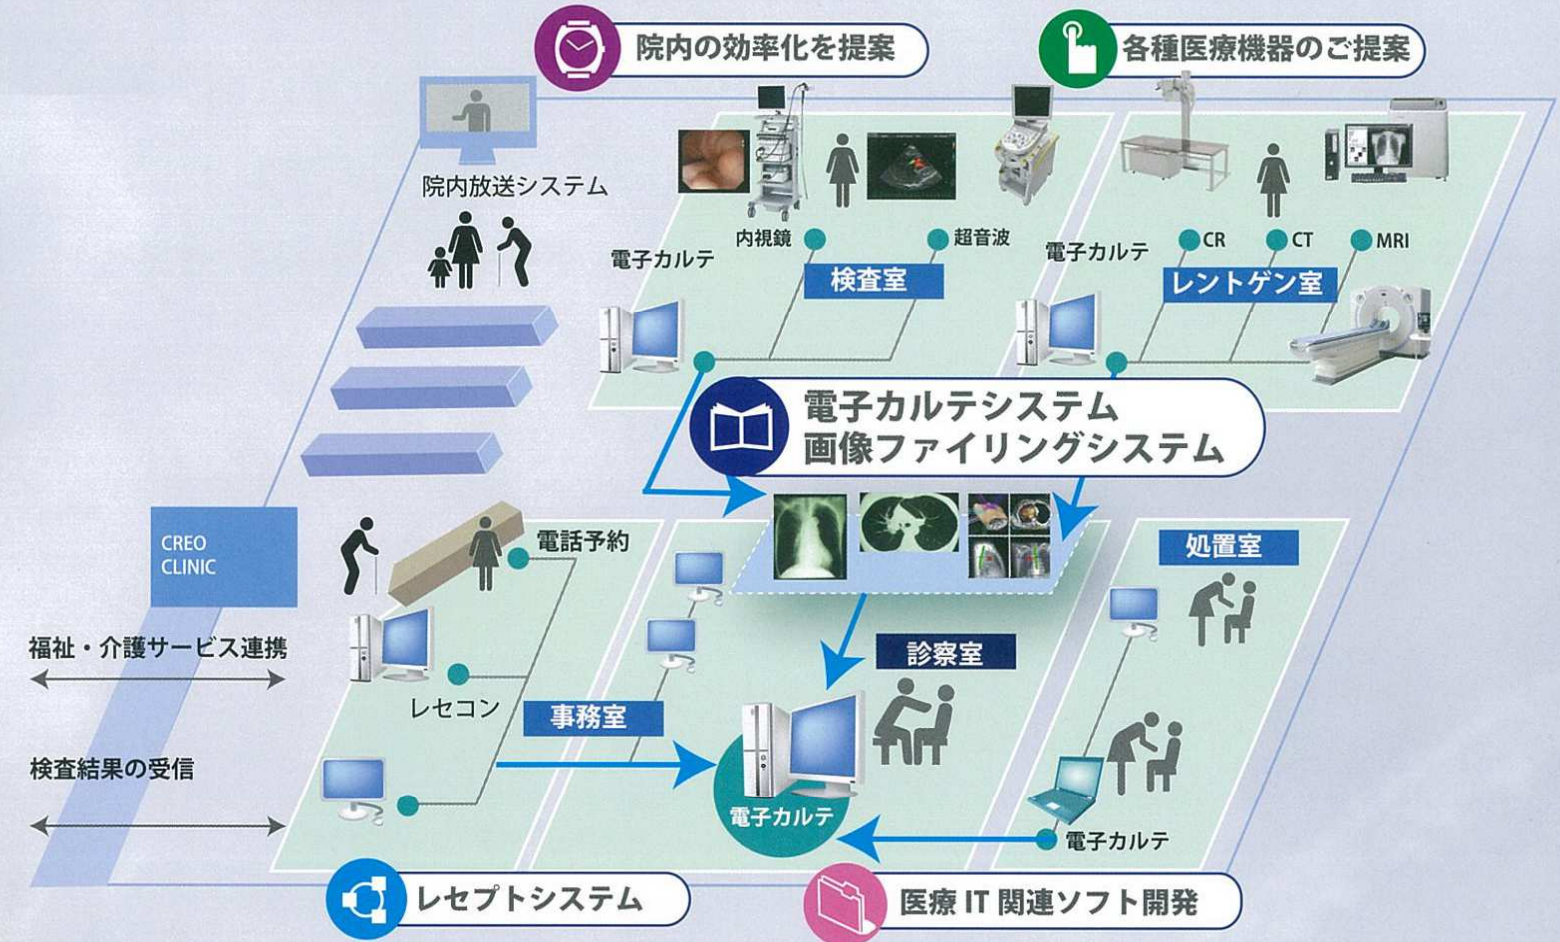 院内の効率化を提案
各種医療機器のご提案
院内放送システム
電子カルテ
内視鏡
超音波
検査室
電子カルテ
CR
CT
MRI
レントゲン室
電子カルテシステム
画像ファイリングシステム
CREO
CLINIC
電話予約
処置室
福祉・介護サービス連携
診察室
レセコン
事務室
検査結果の受信
電子カルテ
電子カルテ
レセプトシステム
医療 IT 関連ソフト開発